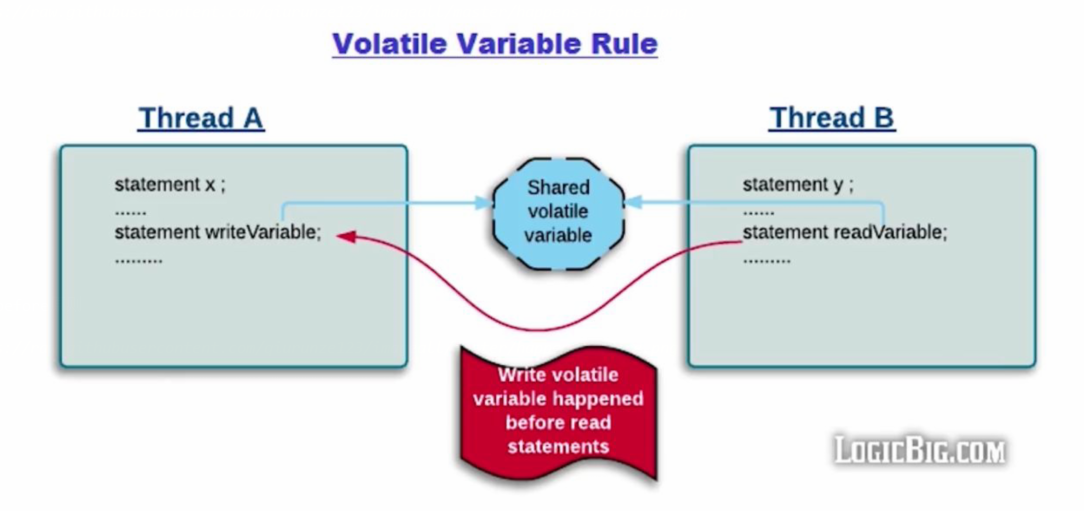 Volatile Variable Rule
Thread A
statement x ;
......
statement writeVariable;
.........
Shared
volatile
variable
Thread B
statement y ;
......
statement readVariable;
.........
Write volatile
variable happened
before read
statements
LogicBig.com